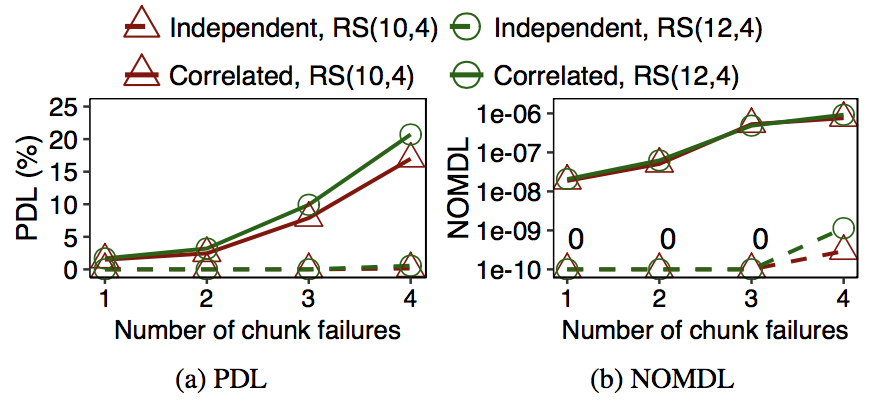 Independent, RS(10,4) Independent, RS(12,4)
Correlated, RS(10,4) Correlated, RS(12,4)
PDL (%)
25
20
15
10
5
0
1 2 3 4
Number of chunk failures
(a) PDL
NOMDL
1e-06
1e-07
1e-08
1e-09
1e-10
0 0 0
1 2 3 4
Number of chunk failures
(b) NOMDL